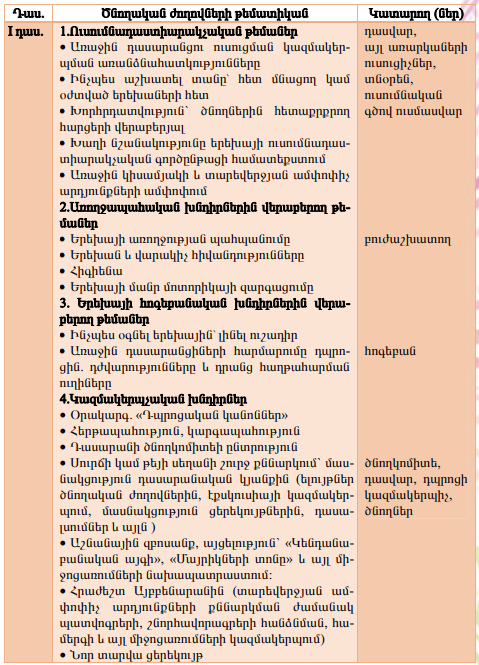 Դաս. Ծնողական ժողովների թեմատիկան Կատարող (ներ)
I դաս. 1.Ուսումնադաստիարակչական թեմաներ դասվար,
• Առաջին դասարանցու ուսուցման կազմակեր- այլ առարկաների
պման առանձնահատկությունները ուսուցիչներ,
• Ինչպես աշխատել տանը՝ հետ մնացող կամ տնօրեն,
օժտված երեխաների հետ ուսումնական
• Խորհրդատվություն՝ ծնողներին հետաքրքրող գծով ուսմասվար
հարցերի վերաբերյալ
• Խաղի նշանակությունը երեխայի ուսումնադաս-
տիարակչական գործընթացի համատեքստում
• Առաջին կիսամյակի և տարեվերջյան ամփոփիչ
արդյունքների ամփոփում
2.Առողջապահական խնդիրներին վերաբերող թե-
մաներ
• Երեխայի առողջության պահպանումը բուժաշխատող
• Երեխան և վարակիչ հիվանդությունները
• Հիգիենա
• Երեխայի մանր մոտորիկայի զարգացումը
3. Երեխայի հոգեբանական խնդիրներին վերա-
բերող թեմաներ
• Ինչպես օգնել երեխային՝ լինել ուշադիր
• Առաջին դասարանցիների հարմարումը դպրո- հոգեբան
ցին. դժվարությունները և դրանց հաղթահարման
ուղիները
4.Կազմակերպչական խնդիրներ
• Օրակարգ. «Դպրոցական կանոններ»
• Հերթապահություն, կարգապահություն
• Դասարանի ծնողկոմիտեի ընտրություն
• Սուրճի կամ թեյի սեղանի շուրջ քննարկում՝ մաս- ծնողկոմիտե,
նակցություն դասարանական կյանքին (ելույթներ դասվար, դպրոցի
ծնողական ժողովներին, էքսկուսիայի կազմակեր- կազմակերպիչ,
պում, մասնակցություն ցերեկույթներին, դասա- ծնողներ
լսումներ և այլն )
• Աշնանային զբոսանք, այցելություն՝ «Կենդանա-
բանական այգի», «Մայրիկների տոնը» և այլ մի-
ջոցառումների նախապատրաստում:
• Հրաժեշտ Այբբենարանին (տարեվերջյան ամ-
փոփիչ արդյունքների քննարկման ժամանակ
պատվոգրերի, շնորհավորագրերի հանձնման, հա-
մերգի և այլ միջոցառումների կազմակերպում)
• Նոր տարվա ցերեկույթ